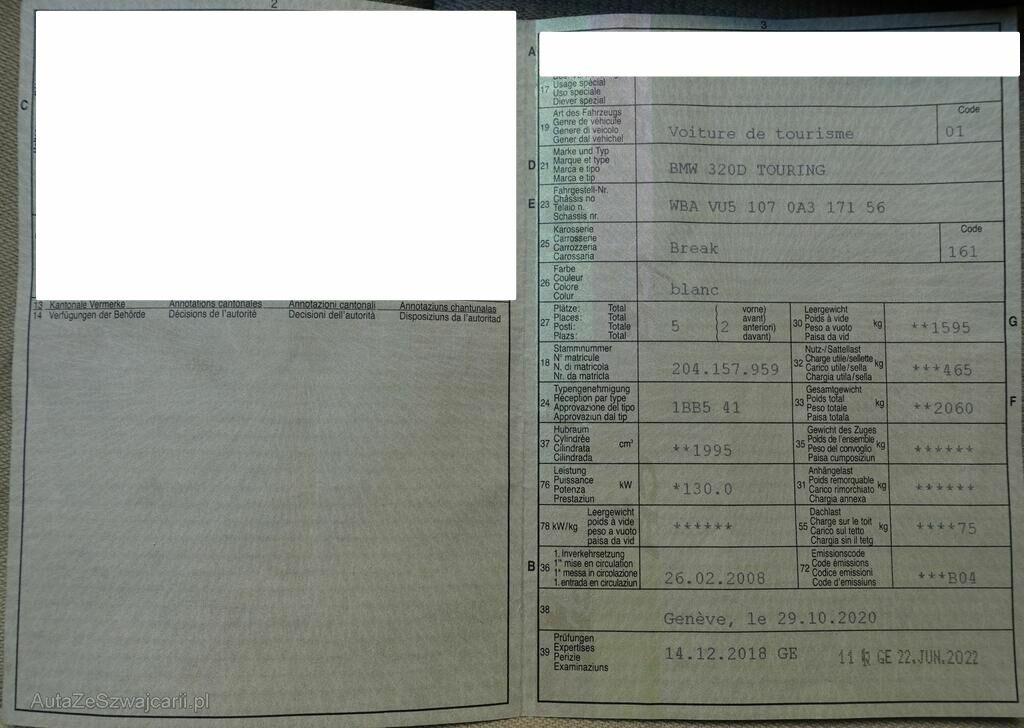 2
C
13 Kantonale Vermerke Annotations cantonales Annotazioni cantonali Annotaziuns chantunalas
14 Verfügungen der Behörde Décisions de l'autorité Decisioni dell'autorità Disposiziuns da l'autoritad
AutaZeSzwajcarii.pl
3
A
17
Usage spécial
Uso speciale
Diever spezial
19 Art des Fahrzeugs
Genre de véhicule
Genere di veicolo
Gener dal vehichel
Voiture de tourisme
Code
01
D 21 Marke und Typ
Marque et type
Marca e tipo
Marca e tip
BMW 320D TOURING
E 23 Fahrgestell-Nr.
Châssis no
Telaio n.
Schassis nr.
WBA VU5 107 0A3 171 56
25 Karosserie
Carrosserie
Carrozzeria
Carossaria
Break
Code
161
26 Farbe
Couleur
Colore
Colur
blanc
27 Plätze: Total
Places: Total
Posti: Totale
Plazs: Total
5 ( 2 vorne)
avant)
anteriori)
davant)
30 Leergewicht
Poids à vide
Peso a vuoto
Paisa da vid
kg
**1595
G
18 Stammnummer
N° matricule
N. di matricola
Nr. da matricla
204.157.959
32 Nutz-/Sattellast
Charge utile/sellette
Carico utile/sella
Chargia utila/sella
kg
***465
24 Typengenehmigung
Réception par type
Approvazione del tipo
Approvaziun dal tip
1BB5 41
33 Gesamtgewicht
Poids total
Peso totale
Paisa totala
kg
**2060
F
37 Hubraum
Cylindrée
Cilindrata
Cilindrada
cm³
**1995
35 Gewicht des Zuges
Poids de l'ensemble
Peso del convoglio
Paisa cumposiziun
kg
******
76 Leistung
Puissance
Potenza
Prestaziun
kW
*130.0
31 Anhängelast
Poids remorquable
Carico rimorchiato
Chargia annexa
kg
******
78 kW/kg Leergewicht
poids à vide
peso a vuoto
paisa da vid
******
55 Dachlast
Charge sur le toit
Carico sul tetto
Chargia sin il tetg
kg
****75
B 36 1. Inverkehrsetzung
1re mise en circulation
1a messa in circolazione
1. entrada en circulaziun
26.02.2008
72 Emissionscode
Code émissions
Codice emissioni
Code d'emissiuns
***B04
38
Genève, le 29.10.2020
39 Prüfungen
Expertises
Perizie
Examinaziuns
14.12.2018 GE
11 GE 22.JUN.2022